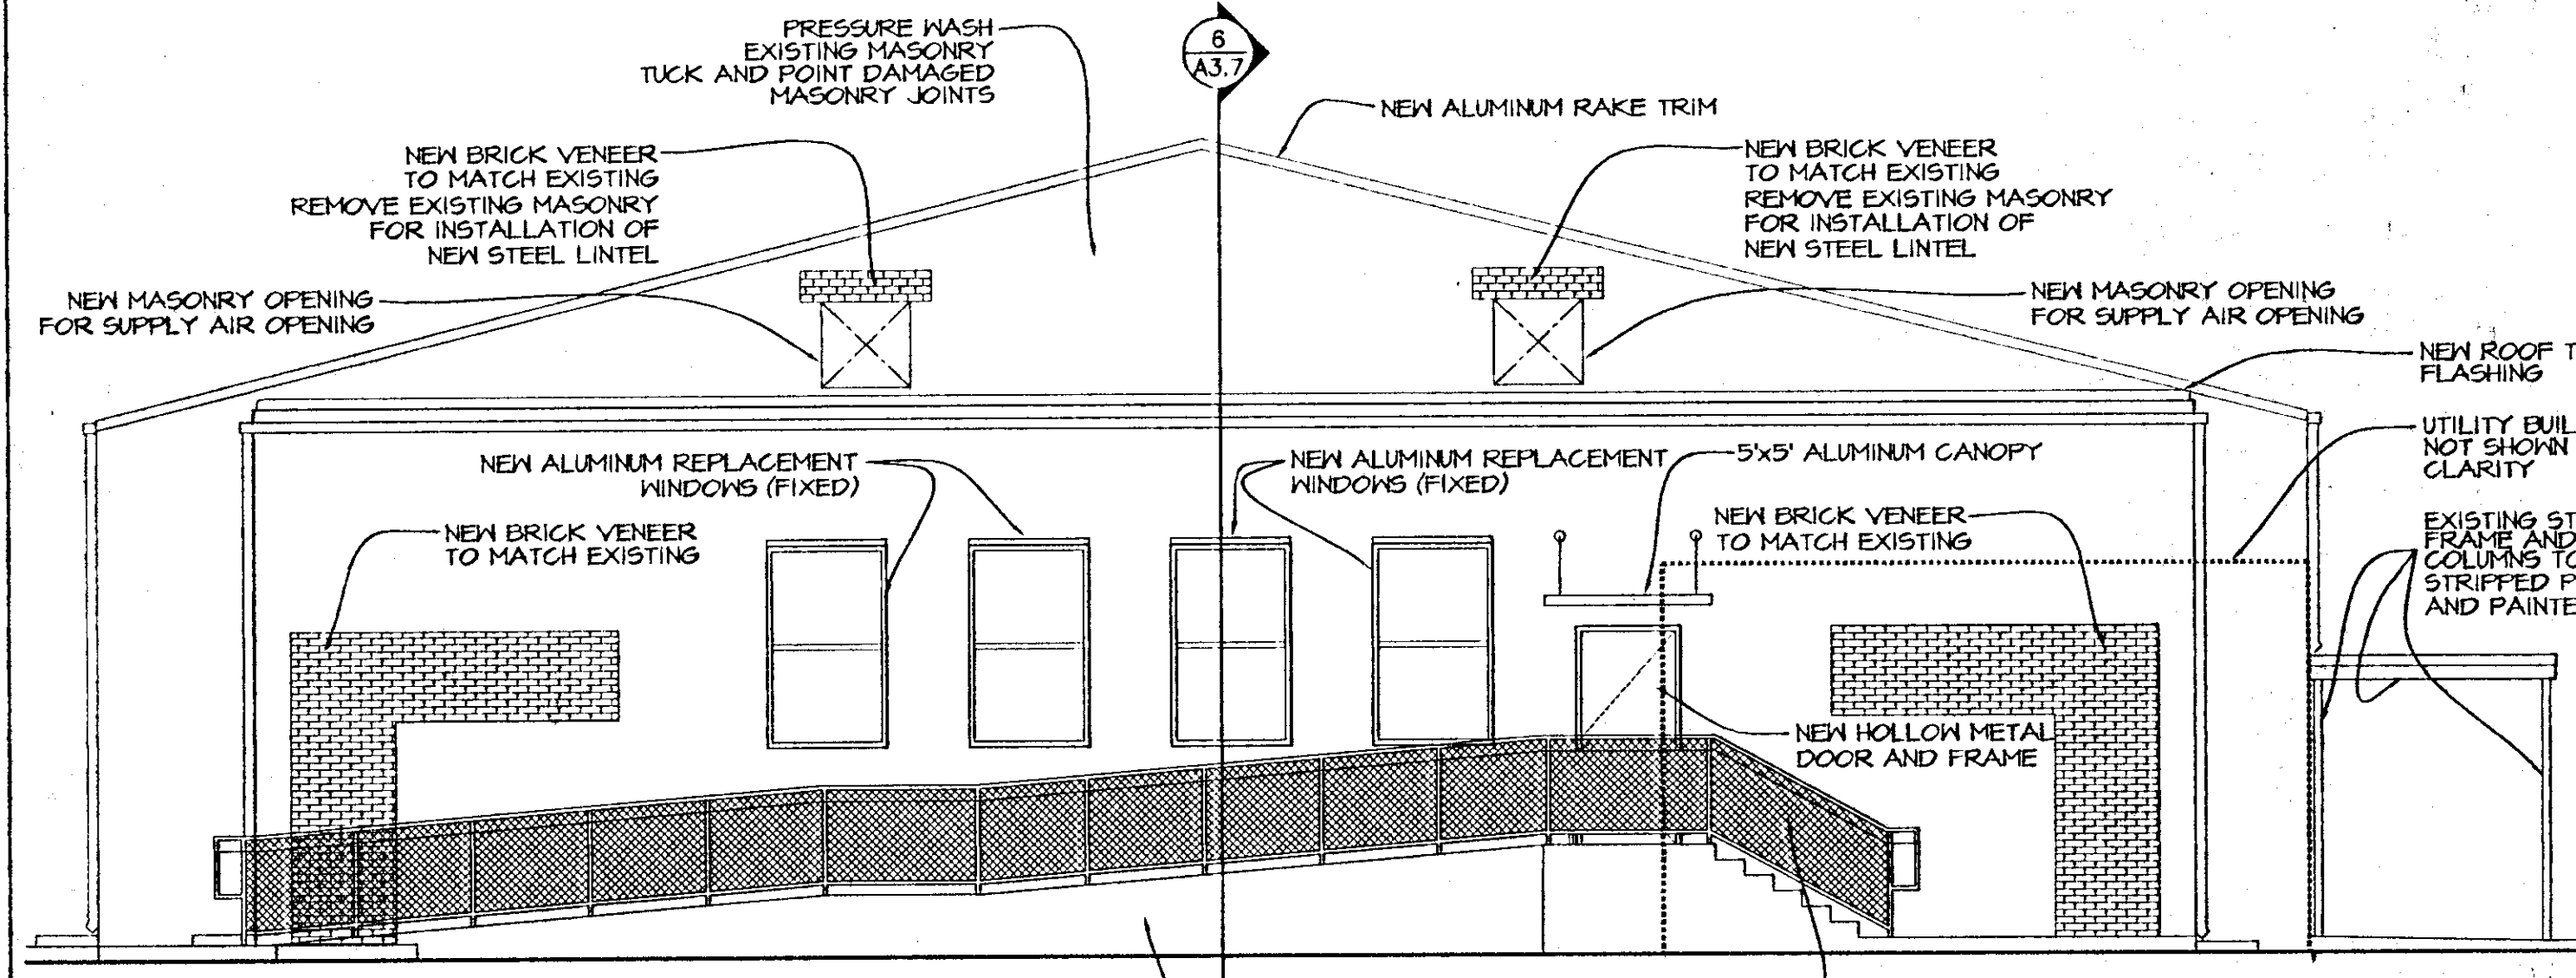 PRESSURE WASH
EXISTING MASONRY
TUCK AND POINT DAMAGED
MASONRY JOINTS
6
A3.7
NEW ALUMINUM RAKE TRIM
NEW BRICK VENEER
TO MATCH EXISTING
REMOVE EXISTING MASONRY
FOR INSTALLATION OF
NEW STEEL LINTEL
NEW BRICK VENEER
TO MATCH EXISTING
REMOVE EXISTING MASONRY
FOR INSTALLATION OF
NEW STEEL LINTEL
NEW MASONRY OPENING
FOR SUPPLY AIR OPENING
NEW MASONRY OPENING
FOR SUPPLY AIR OPENING
NEW ROOF T
FLASHING
UTILITY BUIL
NOT SHOWN
CLARITY
NEW ALUMINUM REPLACEMENT
WINDOWS (FIXED)
NEW ALUMINUM REPLACEMENT
WINDOWS (FIXED)
5'x5' ALUMINUM CANOPY
NEW BRICK VENEER
TO MATCH EXISTING
NEW BRICK VENEER
TO MATCH EXISTING
EXISTING ST
FRAME AND
COLUMNS TO
STRIPPED P
AND PAINTE
NEW HOLLOW METAL
DOOR AND FRAME